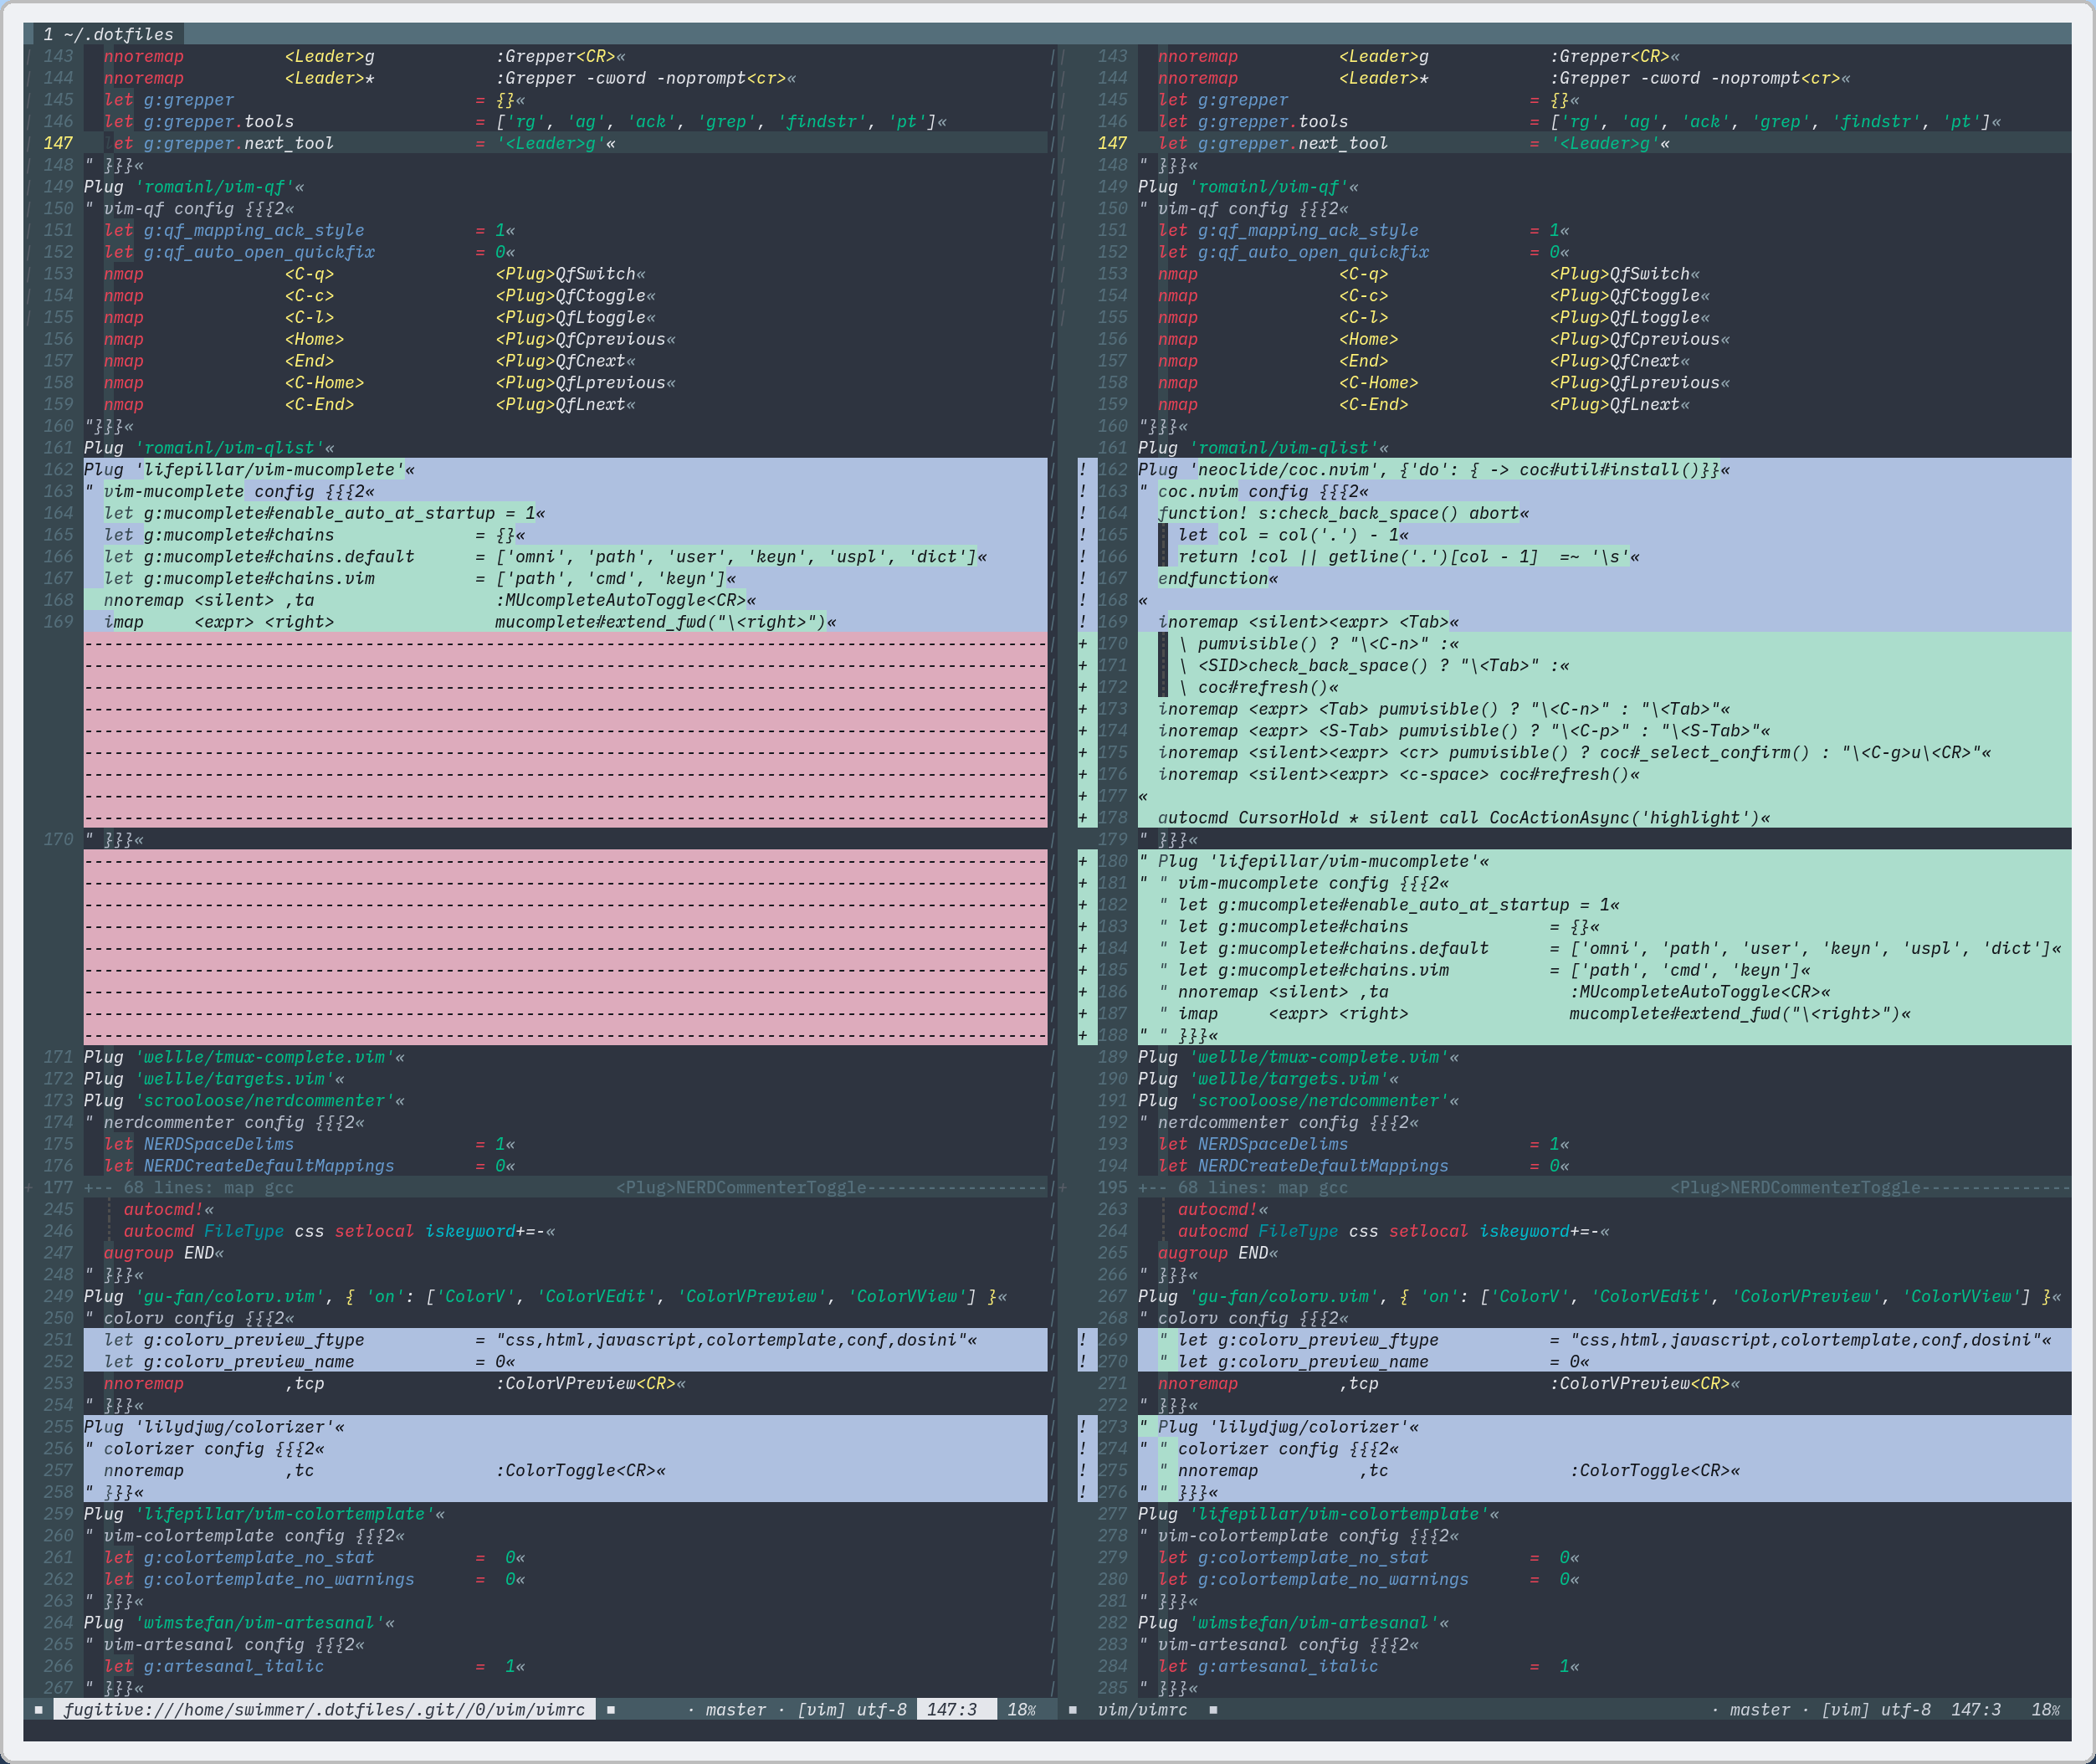 1 ~/.dotfiles
143 nnoremap <Leader>g :Grepper<CR>«
144 nnoremap <Leader>* :Grepper -cword -noprompt<cr>«
145 let g:grepper = {}«
146 let g:grepper.tools = ['rg', 'ag', 'ack', 'grep', 'findstr', 'pt']«
147 let g:grepper.next_tool = '<Leader>g'«
148 " }}}«
149 Plug 'romainl/vim-qf'«
150 " vim-qf config {{{2«
151 let g:qf_mapping_ack_style = 1«
152 let g:qf_auto_open_quickfix = 0«
153 nmap <C-q> <Plug>QfSwitch«
154 nmap <C-c> <Plug>QfCtoggle«
155 nmap <C-l> <Plug>QfLtoggle«
156 nmap <Home> <Plug>QfCprevious«
157 nmap <End> <Plug>QfCnext«
158 nmap <C-Home> <Plug>QfLprevious«
159 nmap <C-End> <Plug>QfLnext«
160 "}}}«
161 Plug 'romainl/vim-qlist'«
162 Plug 'lifepillar/vim-mucomplete'«
163 " vim-mucomplete config {{{2«
164 let g:mucomplete#enable_auto_at_startup = 1«
165 let g:mucomplete#chains = {}«
166 let g:mucomplete#chains.default = ['omni', 'path', 'user', 'keyn', 'uspl', 'dict']«
167 let g:mucomplete#chains.vim = ['path', 'cmd', 'keyn']«
168 nnoremap <silent> ,ta :MUcompleteAutoToggle<CR>«
169 imap <expr> <right> mucomplete#extend_fwd("\<right>")«
170 " }}}«
171 Plug 'wellle/tmux-complete.vim'«
172 Plug 'wellle/targets.vim'«
173 Plug 'scrooloose/nerdcommenter'«
174 " nerdcommenter config {{{2«
175 let NERDSpaceDelims = 1«
176 let NERDCreateDefaultMappings = 0«
+ 177 +-- 68 lines: map gcc <Plug>NERDCommenterToggle------------------
245 autocmd!«
246 autocmd FileType css setlocal iskeyword+=-«
247 augroup END«
248 " }}}«
249 Plug 'gu-fan/colorv.vim', { 'on': ['ColorV', 'ColorVEdit', 'ColorVPreview', 'ColorVView'] }«
250 " colorv config {{{2«
251 let g:colorv_preview_ftype = "css,html,javascript,colortemplate,conf,dosini"«
252 let g:colorv_preview_name = 0«
253 nnoremap ,tcp :ColorVPreview<CR>«
254 " }}}«
255 Plug 'lilydjwg/colorizer'«
256 " colorizer config {{{2«
257 nnoremap ,tc :ColorToggle<CR>«
258 " }}}«
259 Plug 'lifepillar/vim-colortemplate'«
260 " vim-colortemplate config {{{2«
261 let g:colortemplate_no_stat = 0«
262 let g:colortemplate_no_warnings = 0«
263 " }}}«
264 Plug 'wimstefan/vim-artesanal'«
265 " vim-artesanal config {{{2«
266 let g:artesanal_italic = 1«
267 " }}}«
fugitive:///home/swimmer/.dotfiles/.git//0/vim/vimrc · master · [vim] utf-8 147:3 18%
143 nnoremap <Leader>g :Grepper<CR>«
144 nnoremap <Leader>* :Grepper -cword -noprompt<cr>«
145 let g:grepper = {}«
146 let g:grepper.tools = ['rg', 'ag', 'ack', 'grep', 'findstr', 'pt']«
147 let g:grepper.next_tool = '<Leader>g'«
148 " }}}«
149 Plug 'romainl/vim-qf'«
150 " vim-qf config {{{2«
151 let g:qf_mapping_ack_style = 1«
152 let g:qf_auto_open_quickfix = 0«
153 nmap <C-q> <Plug>QfSwitch«
154 nmap <C-c> <Plug>QfCtoggle«
155 nmap <C-l> <Plug>QfLtoggle«
156 nmap <Home> <Plug>QfCprevious«
157 nmap <End> <Plug>QfCnext«
158 nmap <C-Home> <Plug>QfLprevious«
159 nmap <C-End> <Plug>QfLnext«
160 "}}}«
161 Plug 'romainl/vim-qlist'«
! 162 Plug 'neoclide/coc.nvim', {'do': { -> coc#util#install()}}«
! 163 " coc.nvim config {{{2«
! 164 function! s:check_back_space() abort«
! 165 let col = col('.') - 1«
! 166 return !col || getline('.')[col - 1] =~ '\s'«
! 167 endfunction«
! 168 «
! 169 inoremap <silent><expr> <Tab>«
+ 170 \ pumvisible() ? "\<C-n>" :«
+ 171 \ <SID>check_back_space() ? "\<Tab>" :«
+ 172 \ coc#refresh()«
+ 173 inoremap <expr> <Tab> pumvisible() ? "\<C-n>" : "\<Tab>"«
+ 174 inoremap <expr> <S-Tab> pumvisible() ? "\<C-p>" : "\<S-Tab>"«
+ 175 inoremap <silent><expr> <cr> pumvisible() ? coc#_select_confirm() : "\<C-g>u\<CR>"«
+ 176 inoremap <silent><expr> <c-space> coc#refresh()«
+ 177 «
+ 178 autocmd CursorHold * silent call CocActionAsync('highlight')«
179 " }}}«
+ 180 " Plug 'lifepillar/vim-mucomplete'«
+ 181 " " vim-mucomplete config {{{2«
+ 182 " let g:mucomplete#enable_auto_at_startup = 1«
+ 183 " let g:mucomplete#chains = {}«
+ 184 " let g:mucomplete#chains.default = ['omni', 'path', 'user', 'keyn', 'uspl', 'dict']«
+ 185 " let g:mucomplete#chains.vim = ['path', 'cmd', 'keyn']«
+ 186 " nnoremap <silent> ,ta :MUcompleteAutoToggle<CR>«
+ 187 " imap <expr> <right> mucomplete#extend_fwd("\<right>")«
+ 188 " " }}}«
189 Plug 'wellle/tmux-complete.vim'«
190 Plug 'wellle/targets.vim'«
191 Plug 'scrooloose/nerdcommenter'«
192 " nerdcommenter config {{{2«
193 let NERDSpaceDelims = 1«
194 let NERDCreateDefaultMappings = 0«
+ 195 +-- 68 lines: map gcc <Plug>NERDCommenterToggle---------------
263 autocmd!«
264 autocmd FileType css setlocal iskeyword+=-«
265 augroup END«
266 " }}}«
267 Plug 'gu-fan/colorv.vim', { 'on': ['ColorV', 'ColorVEdit', 'ColorVPreview', 'ColorVView'] }«
268 " colorv config {{{2«
! 269 " let g:colorv_preview_ftype = "css,html,javascript,colortemplate,conf,dosini"«
! 270 " let g:colorv_preview_name = 0«
271 nnoremap ,tcp :ColorVPreview<CR>«
272 " }}}«
! 273 " Plug 'lilydjwg/colorizer'«
! 274 " " colorizer config {{{2«
! 275 " nnoremap ,tc :ColorToggle<CR>«
! 276 " " }}}«
277 Plug 'lifepillar/vim-colortemplate'«
278 " vim-colortemplate config {{{2«
279 let g:colortemplate_no_stat = 0«
280 let g:colortemplate_no_warnings = 0«
281 " }}}«
282 Plug 'wimstefan/vim-artesanal'«
283 " vim-artesanal config {{{2«
284 let g:artesanal_italic = 1«
285 " }}}«
vim/vimrc · master · [vim] utf-8 147:3 18%